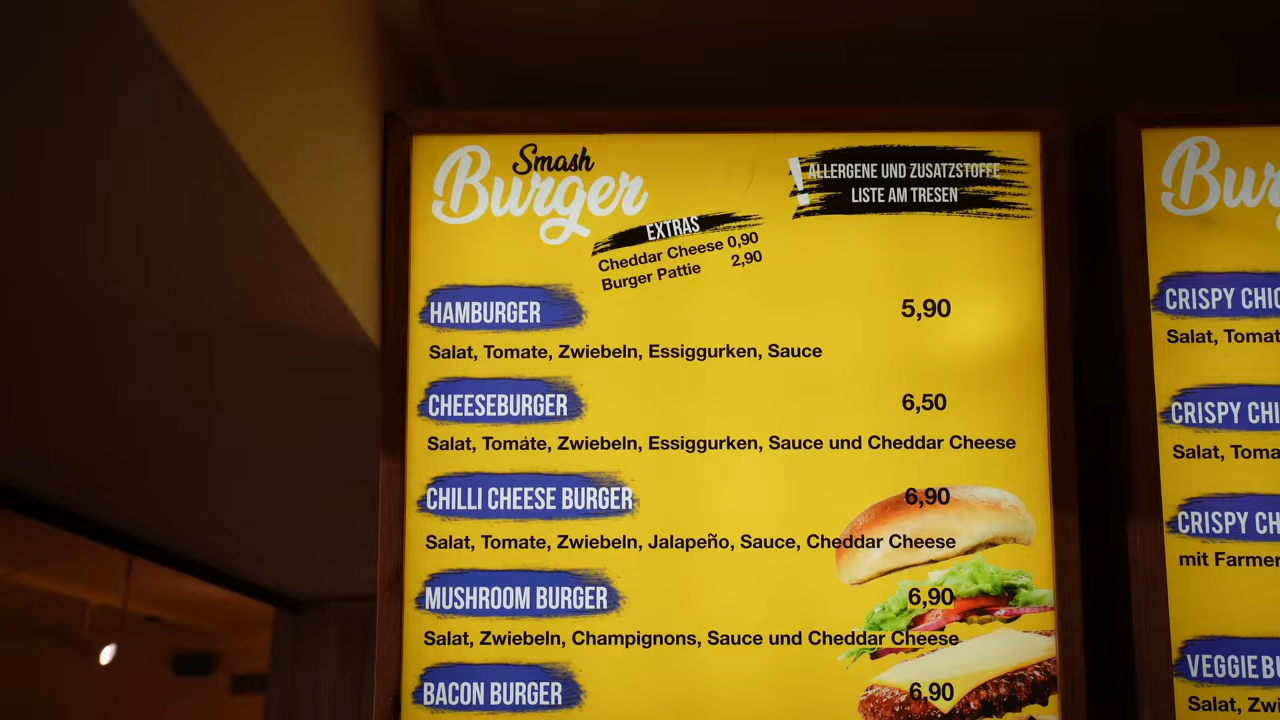 Smash
Burger
! ALLERGENE UND ZUSATZSTOFFE
LISTE AM TRESEN
EXTRAS
Cheddar Cheese 0,90
Burger Pattie 2,90
HAMBURGER 5,90
Salat, Tomate, Zwiebeln, Essiggurken, Sauce
CHEESEBURGER 6,50
Salat, Tomate, Zwiebeln, Essiggurken, Sauce und Cheddar Cheese
CHILLI CHEESE BURGER 6,90
Salat, Tomate, Zwiebeln, Jalapeño, Sauce, Cheddar Cheese
MUSHROOM BURGER 6,90
Salat, Zwiebeln, Champignons, Sauce und Cheddar Cheese
BACON BURGER 6,90
CRISPY
Salat,
CRISPY
Salat,
CRISPY
mit
VEGGIE
Salat,